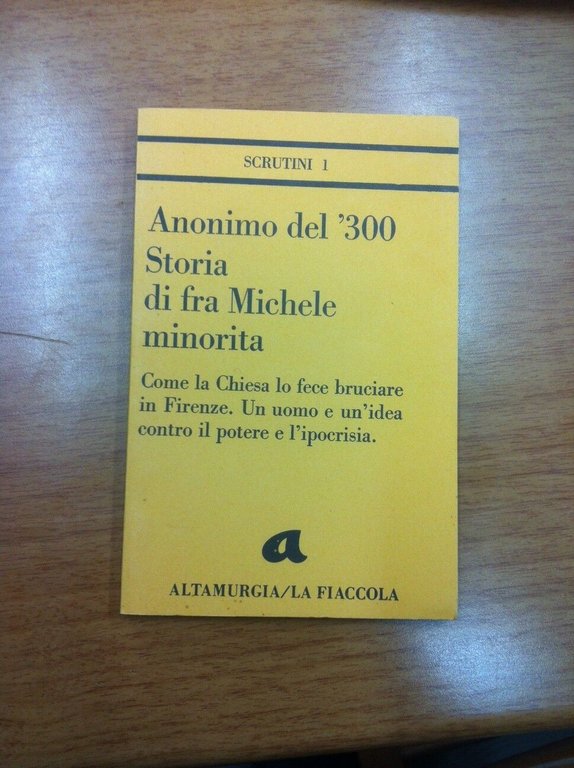 SCRUTINI 1
Anonimo del '300
Storia
di fra Michele
minorita
Come la Chiesa lo fece bruciare
in Firenze. Un uomo e un'idea
contro il potere e l'ipocrisia.
a
ALTAMURGIA/LA FIACCOLA